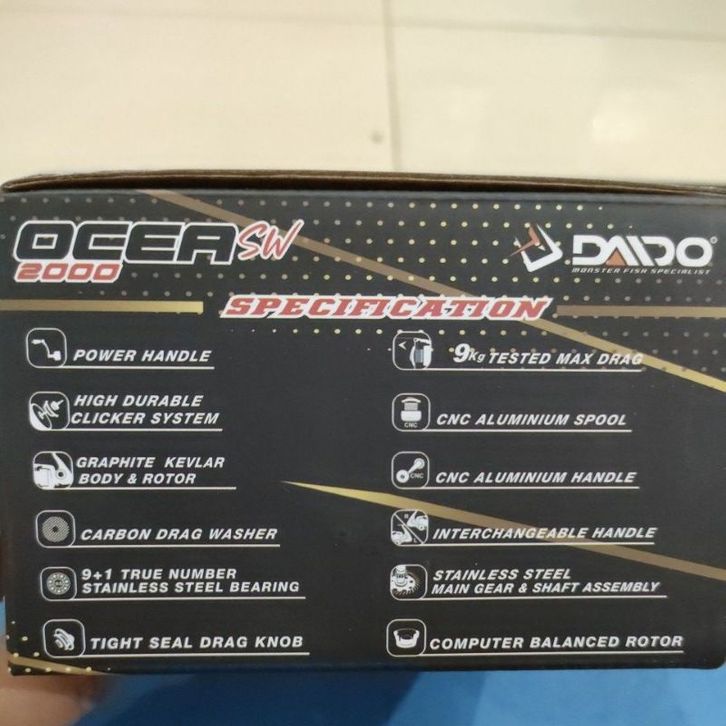 OCEA SW
2000
DAIDO
MONSTER FISH SPECIALIST
SPECIFICATION
POWER HANDLE
HIGH DURABLE
CLICKER SYSTEM
GRAPHITE KEVLAR
BODY & ROTOR
CARBON DRAG WASHER
9+1 TRUE NUMBER
STAINLESS STEEL BEARING
TIGHT SEAL DRAG KNOB
9Kg TESTED MAX DRAG
CNC
CNC ALUMINIUM SPOOL
CNC
CNC ALUMINIUM HANDLE
INTERCHANGEABLE HANDLE
STAINLESS STEEL
MAIN GEAR & SHAFT ASSEMBLY
COMPUTER BALANCED ROTOR